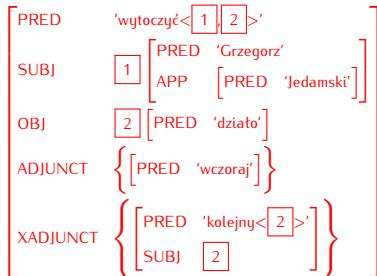 PRED 'wytoczyć< 1 , 2 >'
SUBJ 1 PRED 'Grzegorz'
APP PRED 'Jedamski'
OBJ 2 PRED 'działo'
ADJUNCT { PRED 'wczoraj' }
XADJUNCT { PRED 'kolejny< 2 >'
SUBJ 2 }